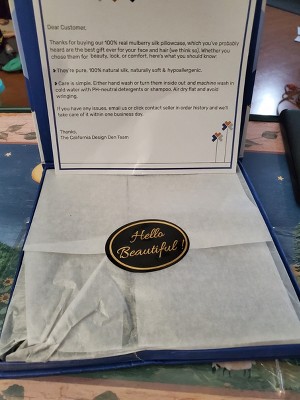 Dear Customer,
Thanks for buying our 100% real mulberry silk pillowcase, which you've probably
heard are the best gift ever for your face and hair (we think so). Whether you
chose them for beauty, look, or comfort, here's what you should know:
They're pure, 100% natural silk, naturally soft & hypoallergenic.
Care is simple. Either hand wash or turn them inside out and machine wash in
cold water with PH-neutral detergents or shampoo. Air dry flat and avoid
wringing.
If you have any issues, email us or click contact seller in order history and we'll
take care of it within one business day.
Thanks,
The California Design Den Team
Hello
Beautiful!